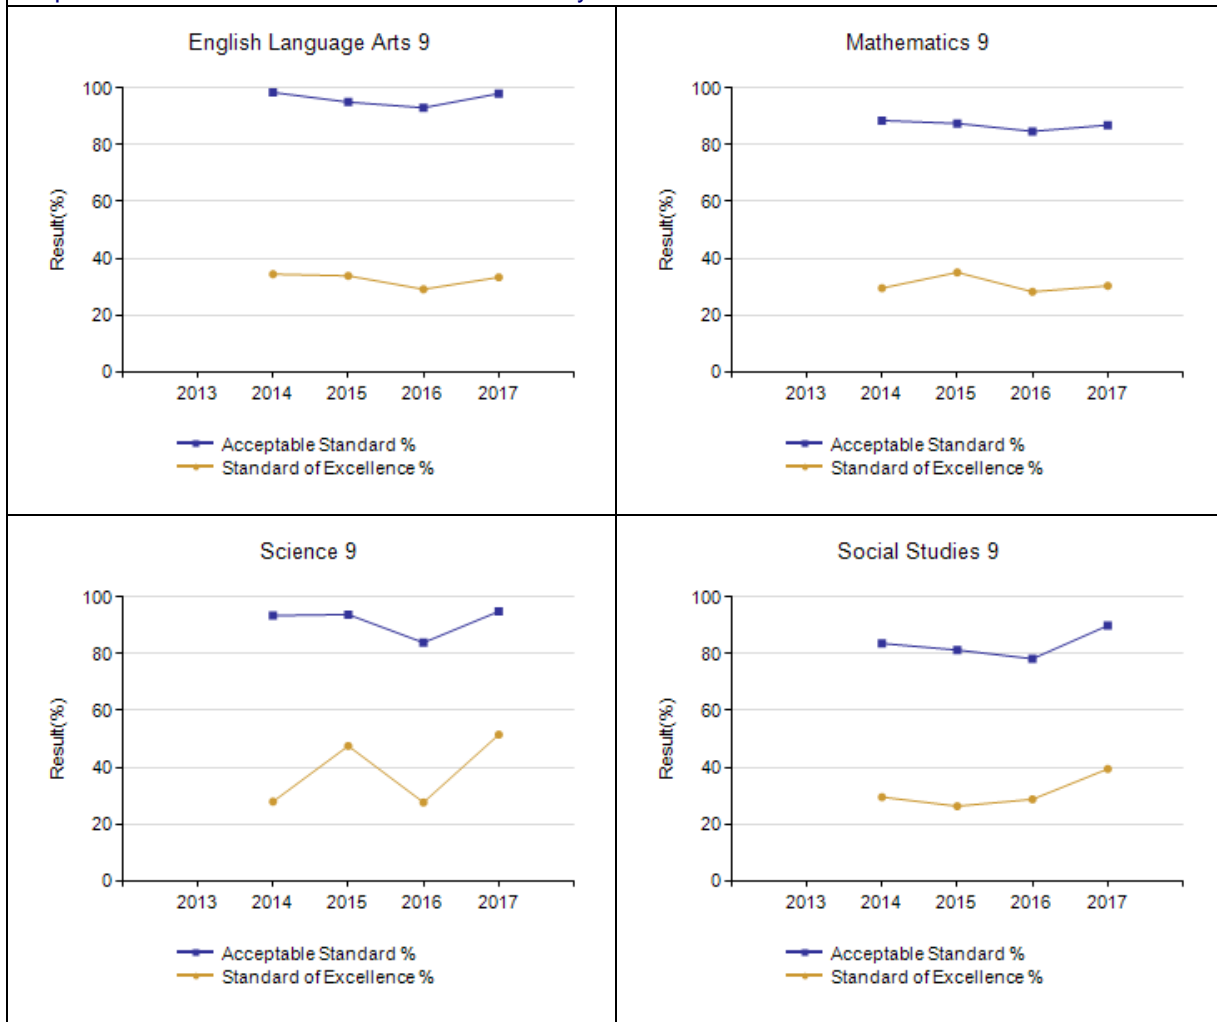 English Language Arts 9
Result(%)
100
80
60
40
20
0
2013 2014 2015 2016 2017
Acceptable Standard %
Standard of Excellence %
Mathematics 9
Result(%)
100
80
60
40
20
0
2013 2014 2015 2016 2017
Acceptable Standard %
Standard of Excellence %
Science 9
Result(%)
100
80
60
40
20
0
2013 2014 2015 2016 2017
Acceptable Standard %
Standard of Excellence %
Social Studies 9
Result(%)
100
80
60
40
20
0
2013 2014 2015 2016 2017
Acceptable Standard %
Standard of Excellence %